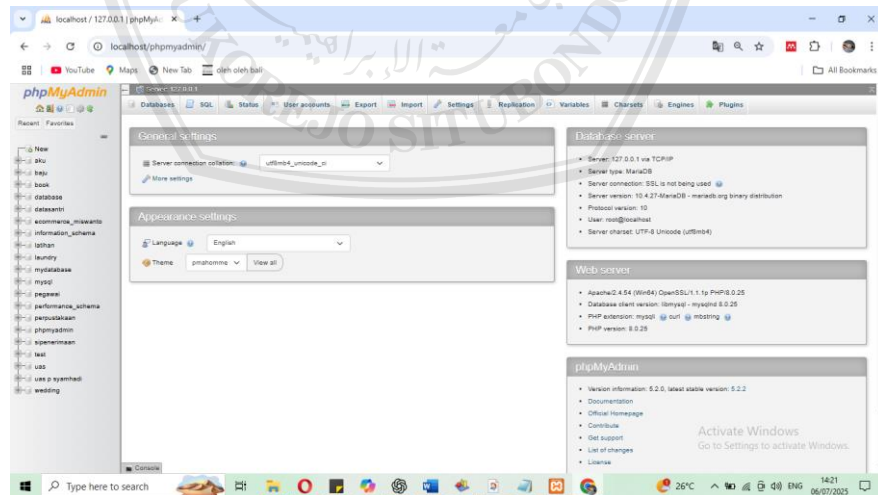 localhost / 127.0.0.1 | phpMyAd
localhost/phpmyadmin/
YouTube Maps New Tab oleh oleh bali All Bookmarks
phpMyAdmin
Recent Favorites
New
aku
baju
book
database
datasantri
ecommerce_miswanto
information_schema
latihan
laundry
mydatabase
mysql
pegawai
performance_schema
perpustakaan
phpmyadmin
sipenerimaan
test
uas
uas p syamhadi
wedding
Server: 127.0.0.1
Databases SQL Status User accounts Export Import Settings Replication Variables Charsets Engines Plugins
General settings
Server connection collation: utf8mb4_unicode_ci
More settings
Appearance settings
Language English
Theme pmahomme View all
Database server
Server: 127.0.0.1 via TCP/IP
Server type: MariaDB
Server connection: SSL is not being used
Server version: 10.4.27-MariaDB - mariadb.org binary distribution
Protocol version: 10
User: root@localhost
Server charset: UTF-8 Unicode (utf8mb4)
Web server
Apache/2.4.54 (Win64) OpenSSL/1.1.1p PHP/8.0.25
Database client version: libmysql - mysqlnd 8.0.25
PHP extension: mysqli curl mbstring
PHP version: 8.0.25
phpMyAdmin
Version information: 5.2.0, latest stable version: 5.2.2
Documentation
Official Homepage
Contribute
Get support
List of changes
License
Activate Windows
Go to Settings to activate Windows.
Console
KOREJO SITUBOND
Type here to search
26°C ENG 14:21
06/07/2025